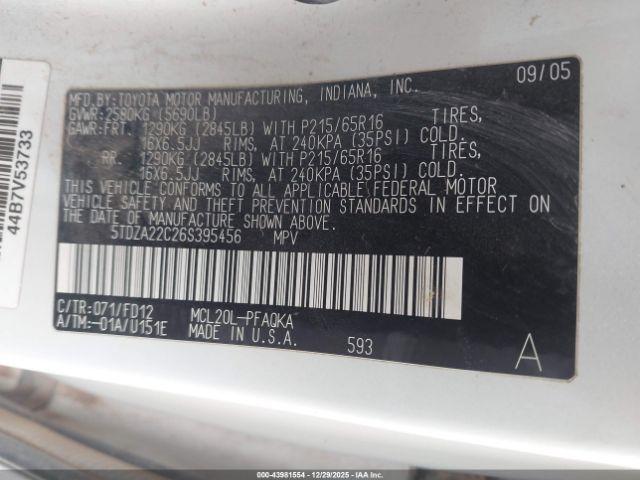 44B7V53733
MFD.BY:TOYOTA MOTOR MANUFACTURING, INDIANA, INC. 09/05
GVWR:2580KG (5690LB)
GAWR:FRT. 1290KG (2845LB) WITH P215/65R16 TIRES,
16X6.5JJ RIMS, AT 240KPA (35PSI) COLD.
RR. 1290KG (2845LB) WITH P215/65R16 TIRES,
16X6.5JJ RIMS, AT 240KPA (35PSI) COLD.
THIS VEHICLE CONFORMS TO ALL APPLICABLE FEDERAL MOTOR
VEHICLE SAFETY AND THEFT PREVENTION STANDARDS IN EFFECT ON
THE DATE OF MANUFACTURE SHOWN ABOVE.
5TDZA22C26S395456 MPV
C/TR:071/FD12 MCL20L-PFAQKA
A/TM:-01A/U151E MADE IN U.S.A. 593 A
000-43981554 | 12/29/2025 - iaai.com